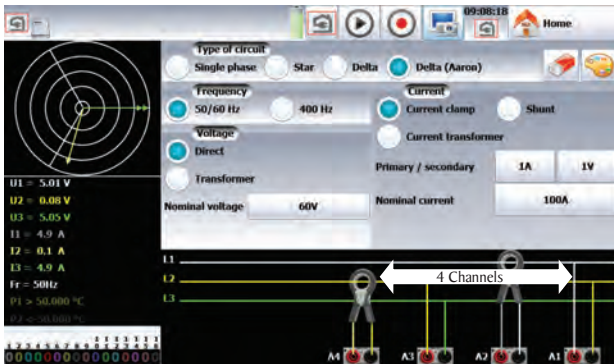 09:08:18
Home
Type of circuit
Single phase Star Delta Delta (Aaron)
Frequency
50/60 Hz 400 Hz
Current
Current clamp Shunt
Current transformer
Voltage
Direct
Transformer
Primary / secondary 1A 1V
Nominal voltage 60V
Nominal current 100A
U1 = 5.01 V
U2 = 0.08 V
U3 = 5.05 V
I1 = 4.9 A
I2 = 0.1 A
I3 = 4.9 A
Fr = 50Hz
P1 > 50.000 °C
L1
L2
L3
4 Channels
A4 A3 A2 A1